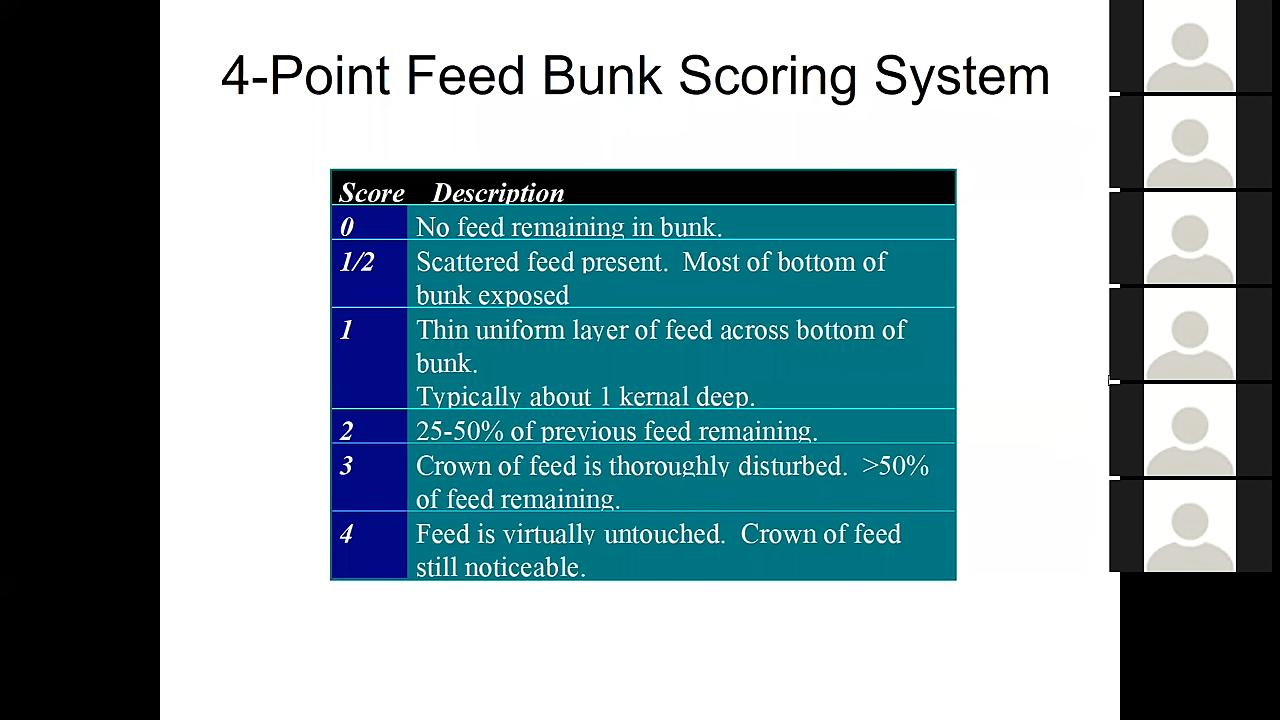 4-Point Feed Bunk Scoring System
Score Description
0 No feed remaining in bunk.
1/2 Scattered feed present. Most of bottom of
bunk exposed
1 Thin uniform layer of feed across bottom of
bunk.
Typically about 1 kernal deep.
2 25-50% of previous feed remaining.
3 Crown of feed is thoroughly disturbed. >50%
of feed remaining.
4 Feed is virtually untouched. Crown of feed
still noticeable.